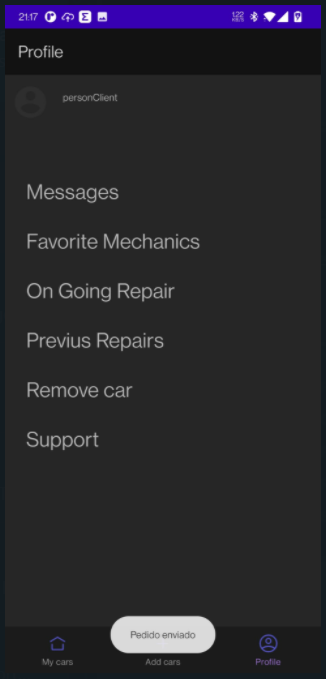 21:17
Profile
personClient
Messages
Favorite Mechanics
On Going Repair
Previus Repairs
Remove car
Support
Pedido enviado
My cars
Add cars
Profile